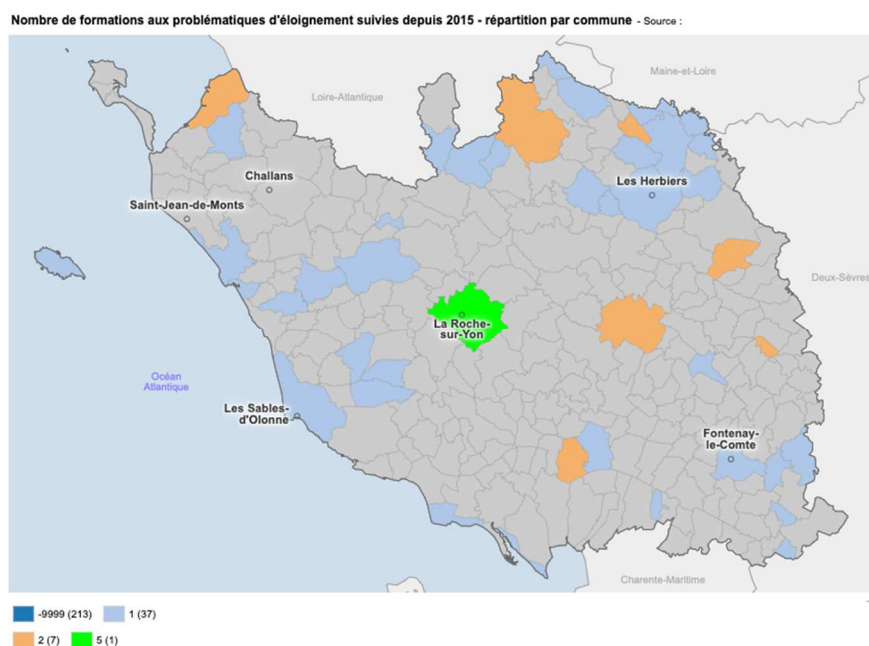 Nombre de formations aux problématiques d'éloignement suivies depuis 2015 - répartition par commune - Source :
Maine-et-Loire
Loire-Atlantique
Challans
Les Herbiers
Saint-Jean-de-Monts
Deux-Sèvres
La Roche-
sur-Yon
Océan
Atlantique
Les Sables-
d'Olonne
Fontenay-
le-Comte
Charente-Maritime
-9999 (213) 1 (37)
2 (7) 5 (1)